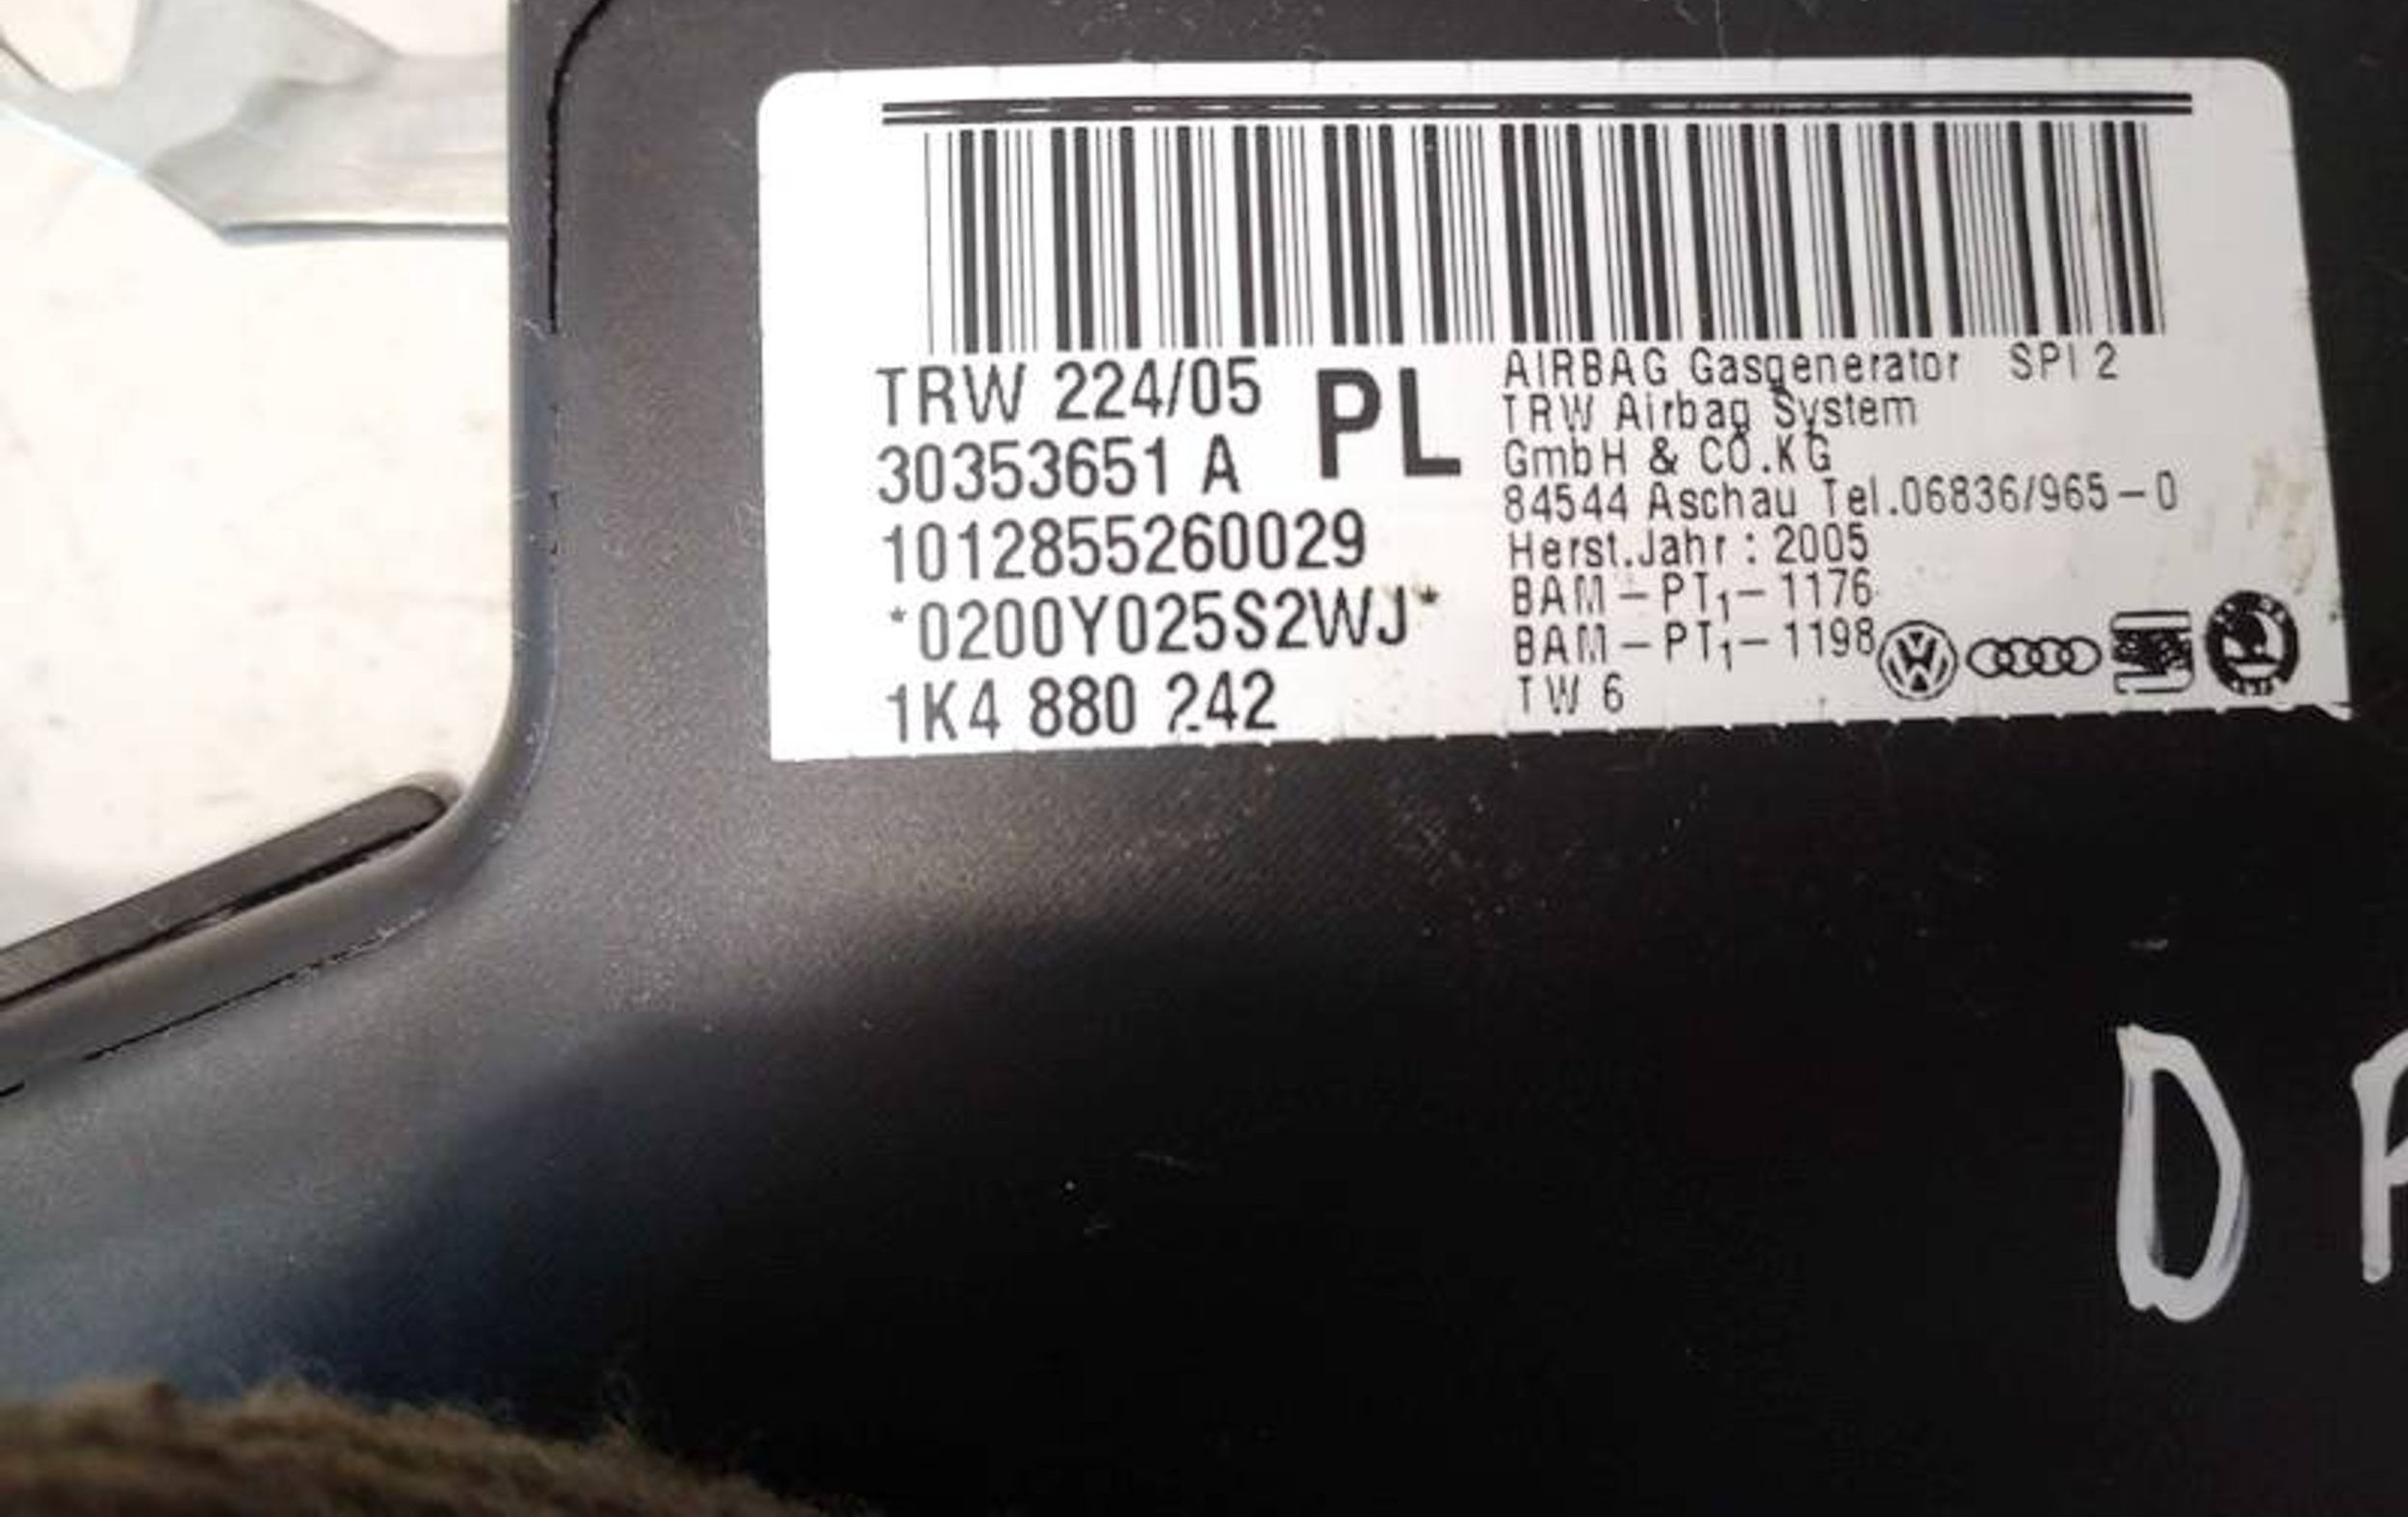 TRW 224/05
30353651 A
PL
1012855260029
*0200Y025S2WJ*
1K4 880 242
AIRBAG Gasgenerator SPI 2
TRW Airbag System
GmbH & CO.KG
84544 Aschau Tel.06836/965-0
Herst.Jahr: 2005
BAM-PT1-1176
BAM-PT1-1198
TW 6
D